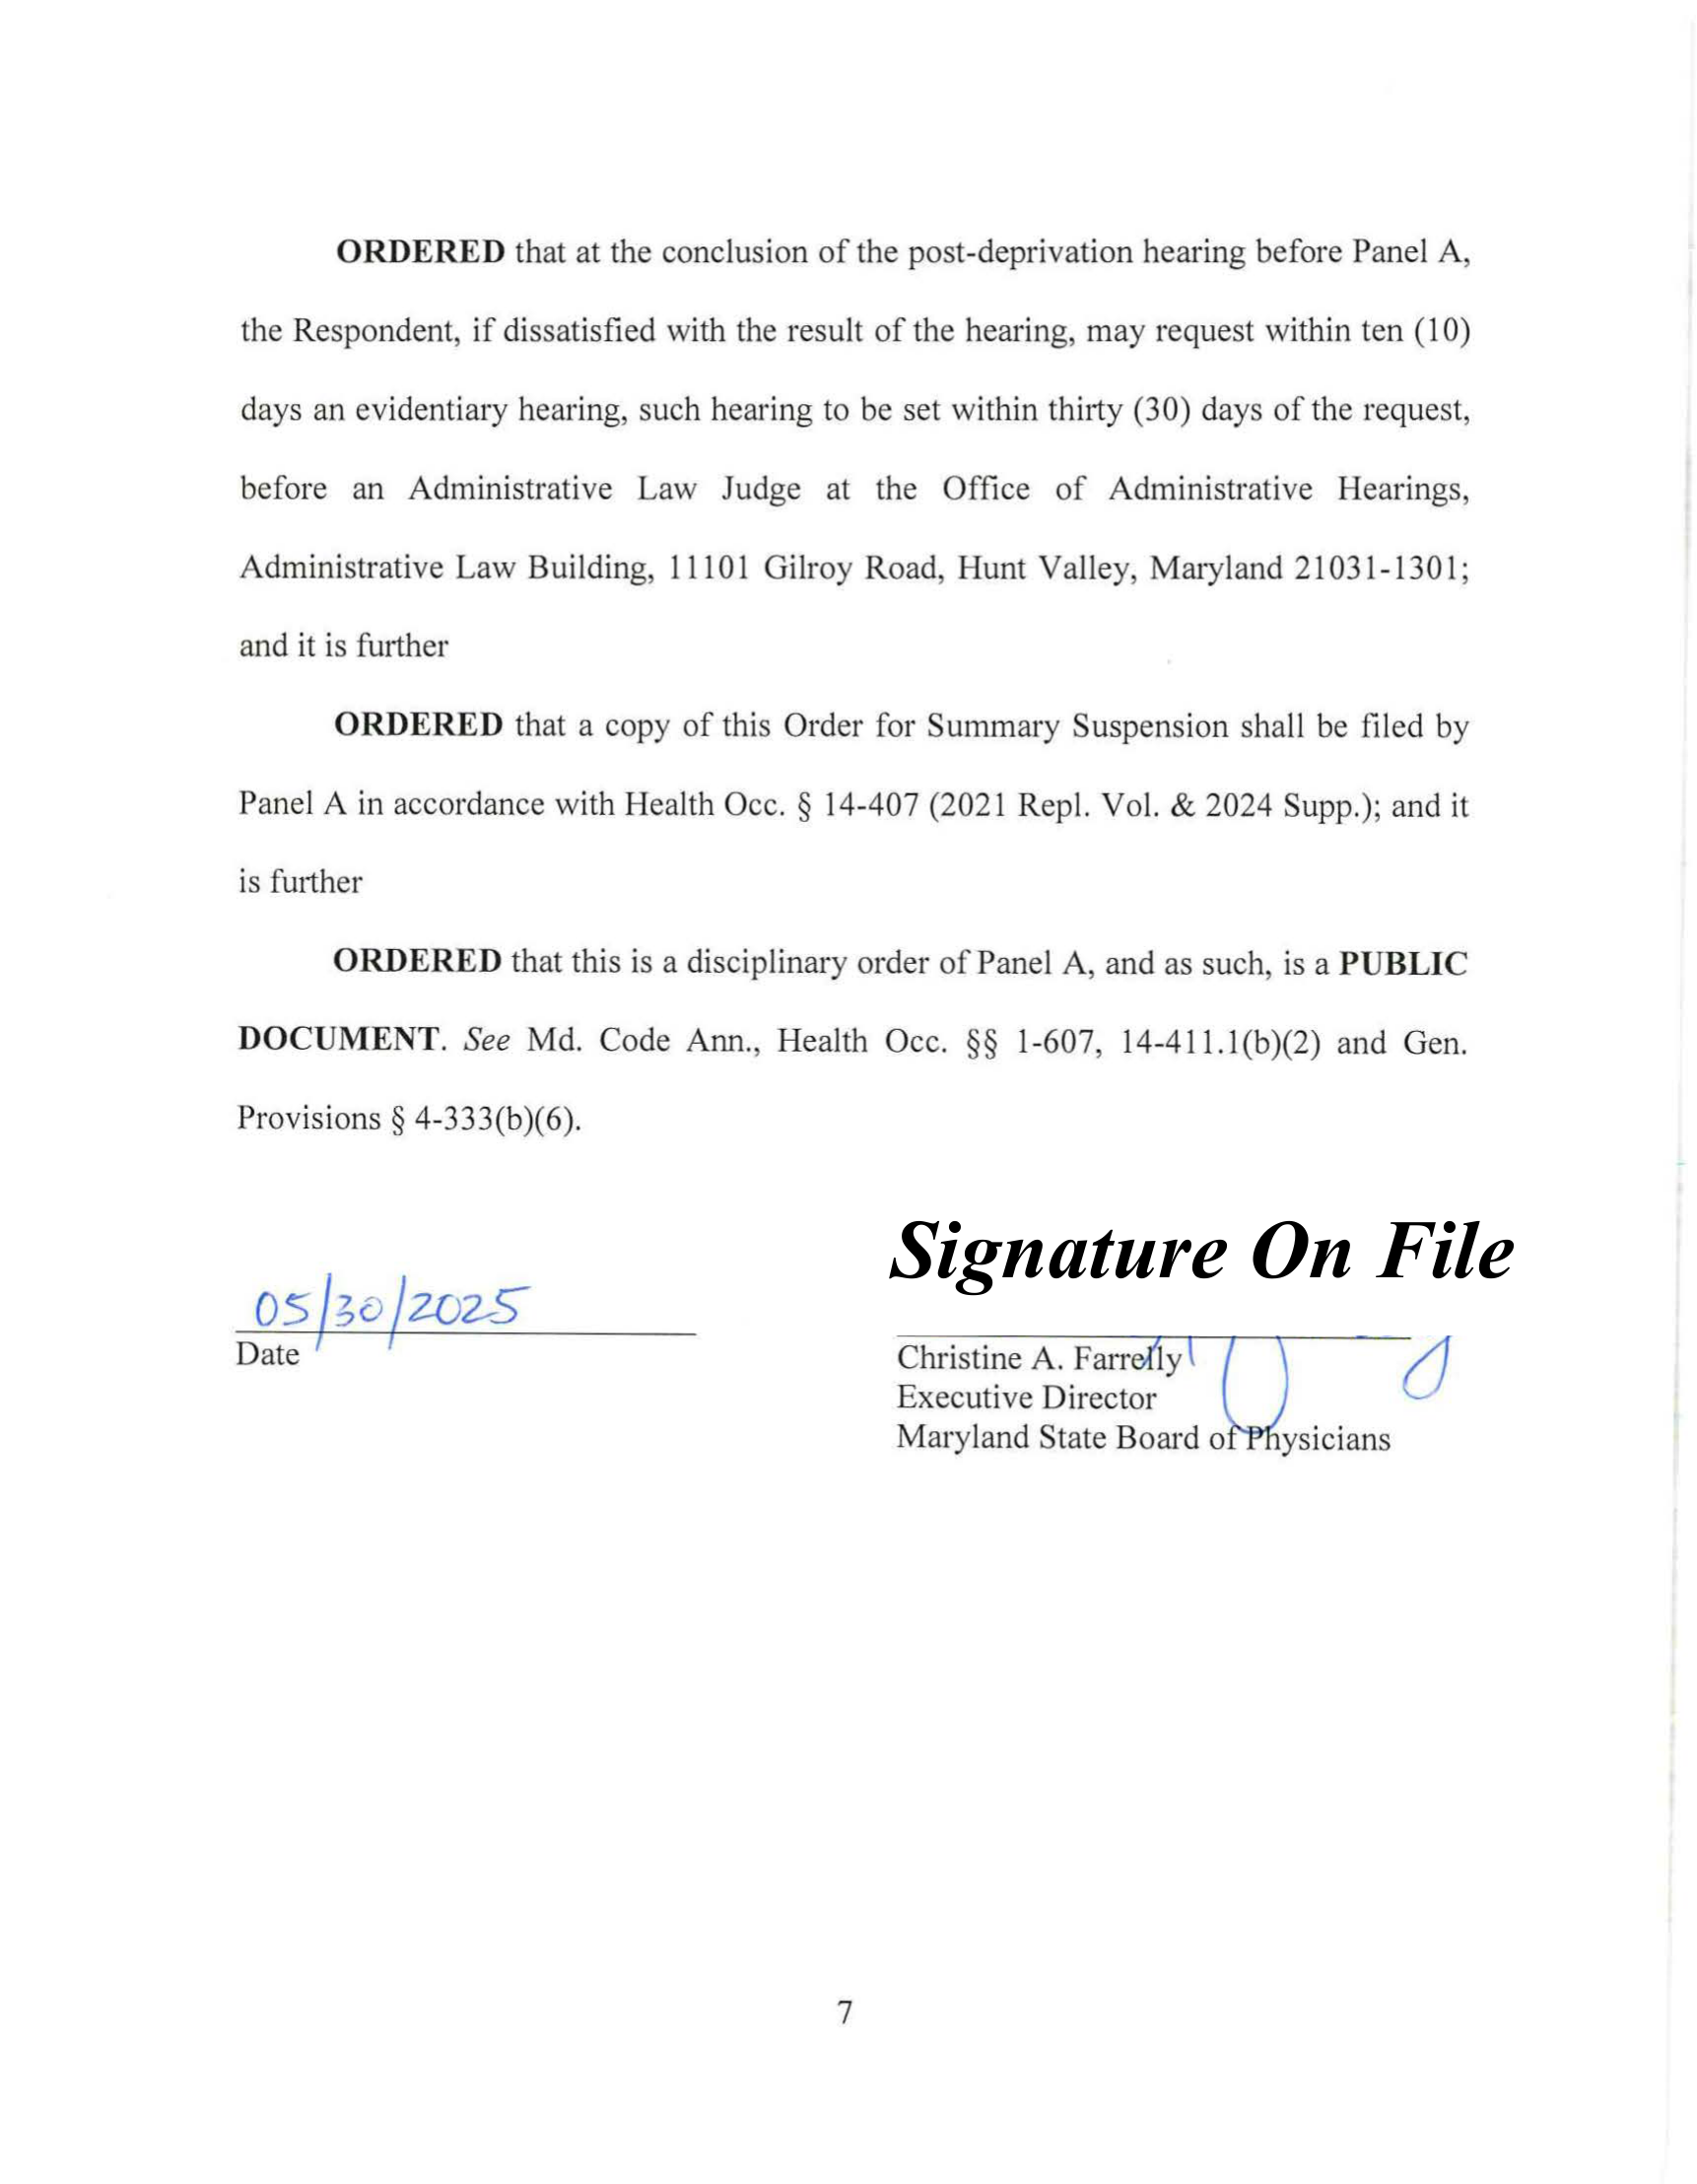 ORDERED that at the conclusion of the post-deprivation hearing before Panel A,
the Respondent, if dissatisfied with the result of the hearing, may request within ten (10)
days an evidentiary hearing, such hearing to be set within thirty (30) days of the request,
before an Administrative Law Judge at the Office of Administrative Hearings,
Administrative Law Building, 11101 Gilroy Road, Hunt Valley, Maryland 21031-1301;
and it is further
ORDERED that a copy of this Order for Summary Suspension shall be filed by
Panel A in accordance with Health Occ. § 14-407 (2021 Repl. Vol. & 2024 Supp.); and it
is further
ORDERED that this is a disciplinary order of Panel A, and as such, is a PUBLIC
DOCUMENT. See Md. Code Ann., Health Occ. §§ 1-607, 14-411.1(b)(2) and Gen.
Provisions § 4-333(b)(6).
Signature On File
05/30/2025
Date
Christine A. Farrelly
Executive Director
Maryland State Board of Physicians
7